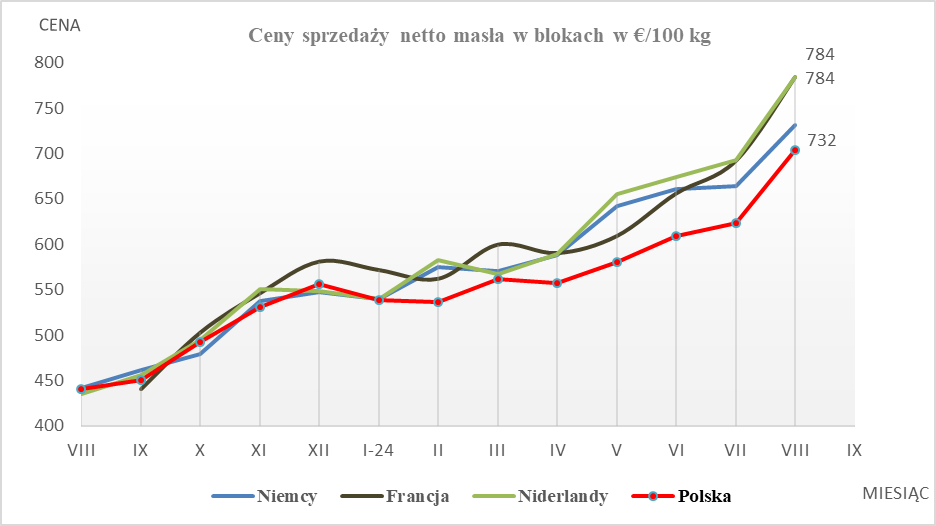 CENA
Ceny sprzedaży netto masła w blokach w €/100 kg
784
784
732
800
750
700
650
600
550
500
450
400
VIII IX X XI XII I-24 II III IV V VI VII VIII IX
MIESIĄC
Niemcy Francja Niderlandy Polska